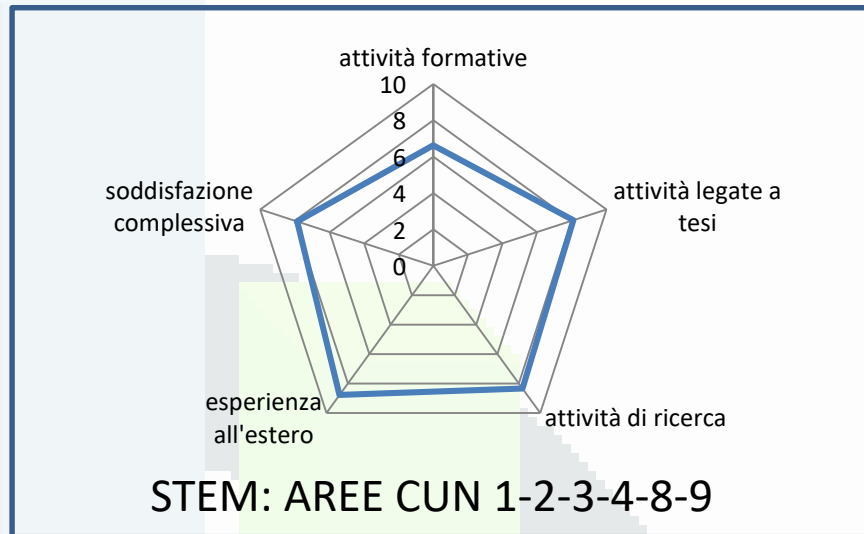 attività formative
10
8
6
4
2
0
soddisfazione
complessiva
attività legate a
tesi
esperienza
all'estero
attività di ricerca
STEM: AREE CUN 1-2-3-4-8-9